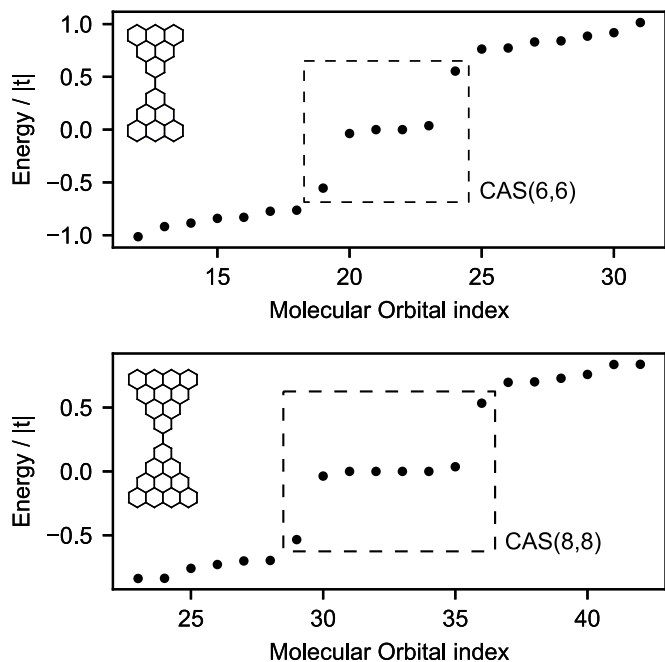 1.0
0.5
0.0
−0.5
−1.0
Energy / |t|
CAS(6,6)
15 20 25 30
Molecular Orbital index
0.5
0.0
−0.5
Energy / |t|
CAS(8,8)
25 30 35 40
Molecular Orbital index